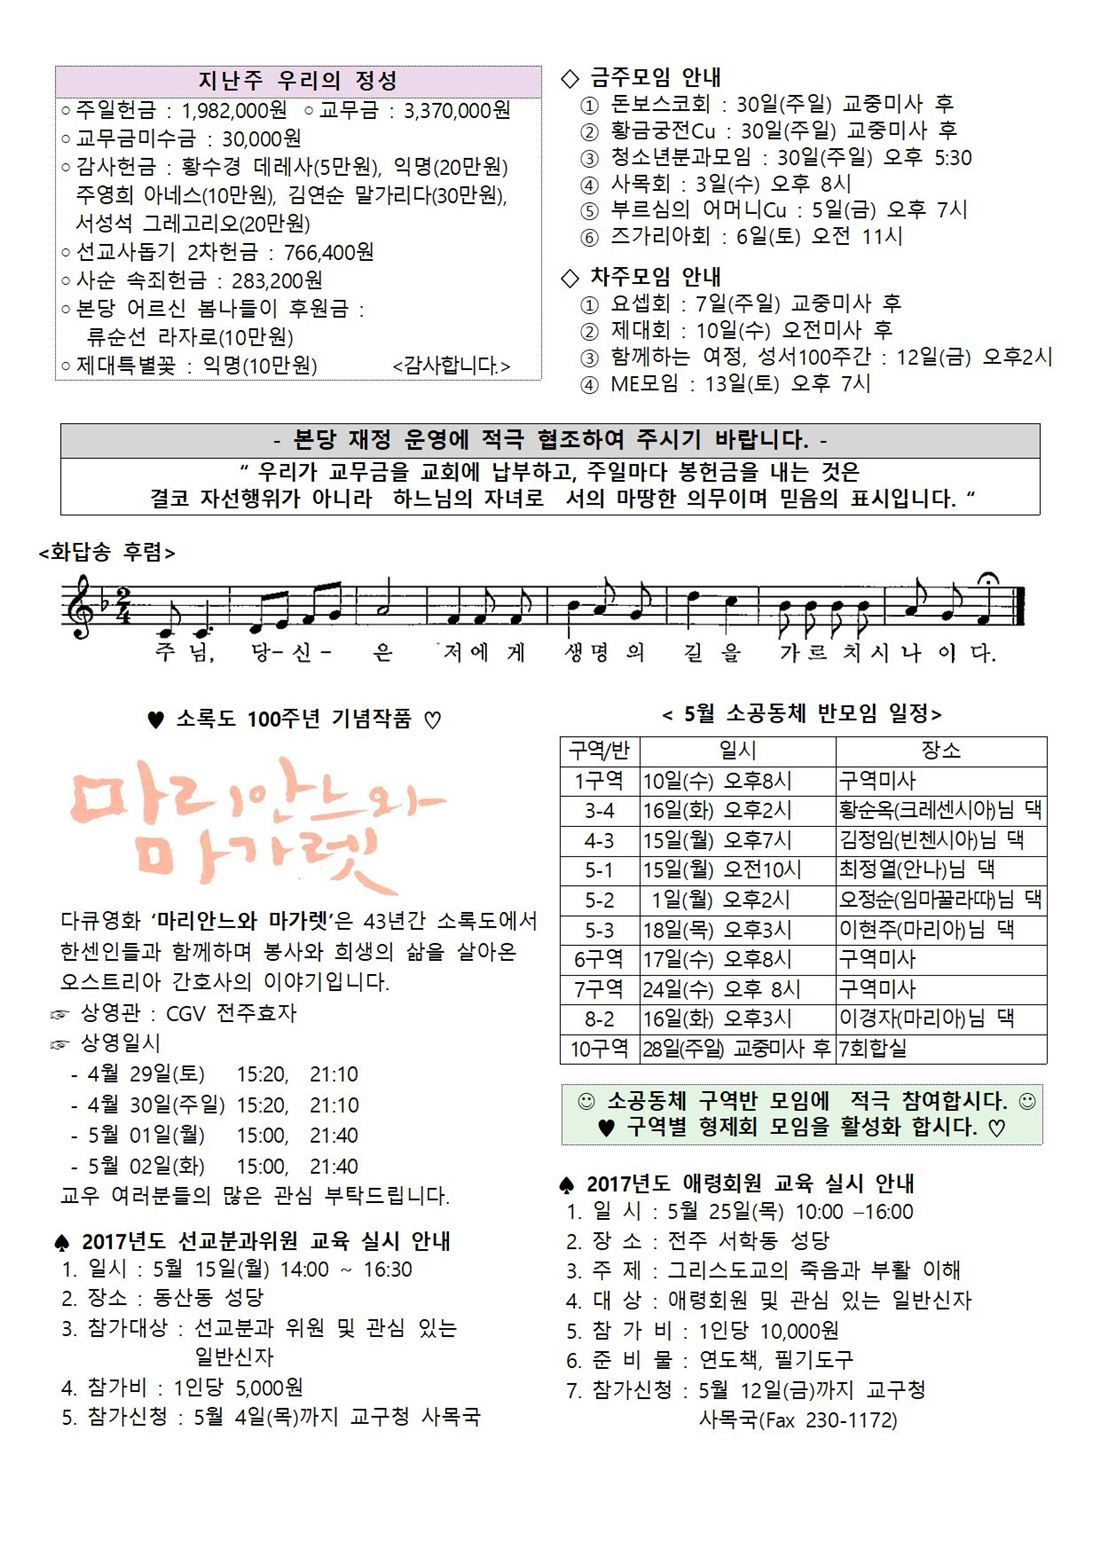 지난주 우리의 정성
○ 주일헌금 : 1,982,000원 ○ 교무금 : 3,370,000원
○ 교무금미수금 : 30,000원
○ 감사헌금 : 황수경 데레사(5만원), 익명(20만원)
주영희 아네스(10만원), 김연순 말가리다(30만원),
서성석 그레고리오(20만원)
○ 선교사돕기 2차헌금 : 766,400원
○ 사순 속죄헌금 : 283,200원
○ 본당 어르신 봄나들이 후원금 :
류순선 라자로(10만원)
○ 제대특별꽃 : 익명(10만원) <감사합니다.>
◇ 금주모임 안내
① 돈보스코회 : 30일(주일) 교중미사 후
② 황금궁전Cu : 30일(주일) 교중미사 후
③ 청소년분과모임 : 30일(주일) 오후 5:30
④ 사목회 : 3일(수) 오후 8시
⑤ 부르심의 어머니Cu : 5일(금) 오후 7시
⑥ 즈가리아회 : 6일(토) 오전 11시
◇ 차주모임 안내
① 요셉회 : 7일(주일) 교중미사 후
② 제대회 : 10일(수) 오전미사 후
③ 함께하는 여정, 성서100주간 : 12일(금) 오후2시
④ ME모임 : 13일(토) 오후 7시
- 본당 재정 운영에 적극 협조하여 주시기 바랍니다. -
“ 우리가 교무금을 교회에 납부하고, 주일마다 봉헌금을 내는 것은
결코 자선행위가 아니라 하느님의 자녀로 서의 마땅한 의무이며 믿음의 표시입니다. “
<화답송 후렴>
2/4
주 님, 당-신- 은 저에 게 생명 의 길 을 가르 치시나 이 다.
♥ 소록도 100주년 기념작품 ♡
마리안느와
마가렛
다큐영화 ‘마리안느와 마가렛’은 43년간 소록도에서
한센인들과 함께하며 봉사와 희생의 삶을 살아온
오스트리아 간호사의 이야기입니다.
☞ 상영관 : CGV 전주효자
☞ 상영일시
- 4월 29일(토) 15:20, 21:10
- 4월 30일(주일) 15:20, 21:10
- 5월 01일(월) 15:00, 21:40
- 5월 02일(화) 15:00, 21:40
교우 여러분들의 많은 관심 부탁드립니다.
♠ 2017년도 선교분과위원 교육 실시 안내
1. 일시 : 5월 15일(월) 14:00 ~ 16:30
2. 장소 : 동산동 성당
3. 참가대상 : 선교분과 위원 및 관심 있는
일반신자
4. 참가비 : 1인당 5,000원
5. 참가신청 : 5월 4일(목)까지 교구청 사목국
< 5월 소공동체 반모임 일정>
구역/반 일시 장소
1구역 10일(수) 오후8시 구역미사
3-4 16일(화) 오후2시 황순옥(크레센시아)님 댁
4-3 15일(월) 오후7시 김정임(빈첸시아)님 댁
5-1 15일(월) 오전10시 최정열(안나)님 댁
5-2 1일(월) 오후2시 오정순(임마꿀라따)님 댁
5-3 18일(목) 오후3시 이현주(마리아)님 댁
6구역 17일(수) 오후8시 구역미사
7구역 24일(수) 오후 8시 구역미사
8-2 16일(화) 오후3시 이경자(마리아)님 댁
10구역 28일(주일) 교중미사 후 7회합실
☺ 소공동체 구역반 모임에 적극 참여합시다. ☺
♥ 구역별 형제회 모임을 활성화 합시다. ♡
♠ 2017년도 애령회원 교육 실시 안내
1. 일 시 : 5월 25일(목) 10:00 –16:00
2. 장 소 : 전주 서학동 성당
3. 주 제 : 그리스도교의 죽음과 부활 이해
4. 대 상 : 애령회원 및 관심 있는 일반신자
5. 참 가 비 : 1인당 10,000원
6. 준 비 물 : 연도책, 필기도구
7. 참가신청 : 5월 12일(금)까지 교구청
사목국(Fax 230-1172)